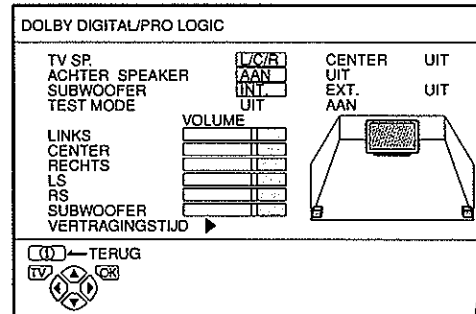 DOLBY DIGITAL/PRO LOGIC
TV SP. L/C/R CENTER UIT
ACHTER SPEAKER AAN UIT
SUBWOOFER INT. EXT. UIT
TEST MODE UIT AAN
VOLUME
LINKS
CENTER
RECHTS
LS
RS
SUBWOOFER
VERTRAGINGSTIJD
TERUG
TV OK